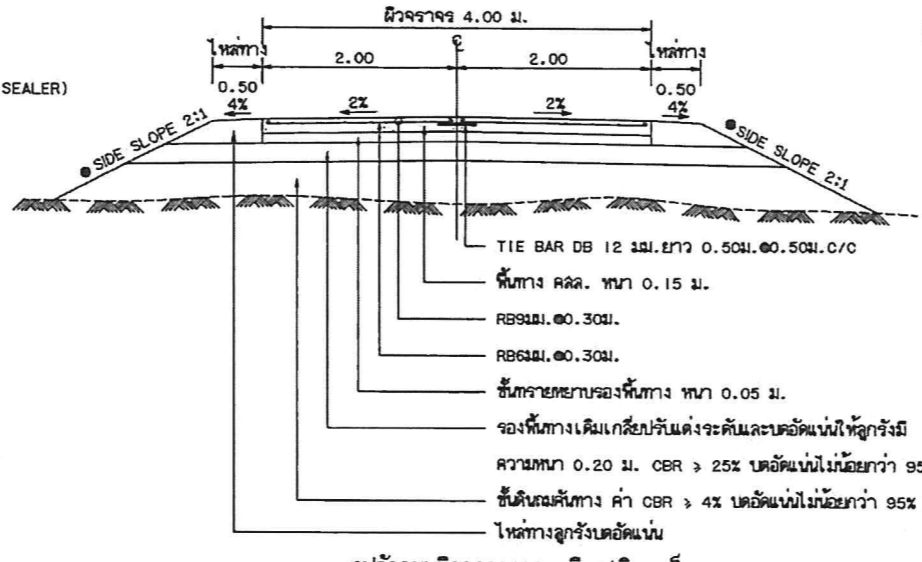 ผิวจราจร 4.00 ม.
ไหล่ทาง
2.00
2.00
ไหล่ทาง
SEALER)
0.50
0.50
4%
2%
2%
4%
SIDE SLOPE 2:1
SIDE SLOPE 2:1
TIE BAR DB 12 มม.ยาว 0.50ม.@0.50ม.C/C
พื้นทาง คสล. หนา 0.15 ม.
RB9มม.@0.30ม.
RB6มม.@0.30ม.
ชั้นทรายหยาบรองพื้นทาง หนา 0.05 ม.
รองพื้นทางเดิมเกลี่ยปรับแต่งระดับและบดอัดแน่นให้ลูกรังมี
ความหนา 0.20 ม. CBR ≥ 25% บดอัดแน่นไม่น้อยกว่า 95
ชั้นดินถมคันทาง ค่า CBR ≥ 4% บดอัดแน่นไม่น้อยกว่า 95%
ไหล่ทางลูกรังบดอัดแน่น